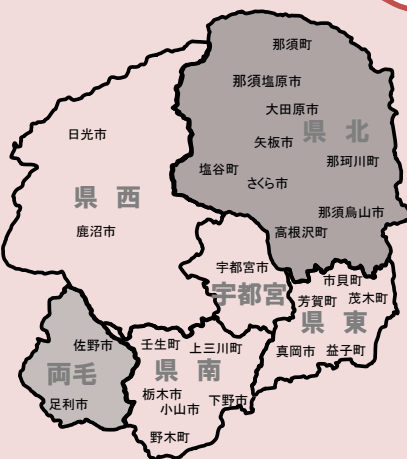 那須町
那須塩原市
大田原市
県 北
矢板市
那珂川町
塩谷町
さくら市
那須烏山市
高根沢町
日光市
県 西
鹿沼市
宇都宮市
宇都宮
市貝町
芳賀町
茂木町
県 東
真岡市
益子町
佐野市
両毛
足利市
壬生町
上三川町
県 南
栃木市
下野市
小山市
野木町